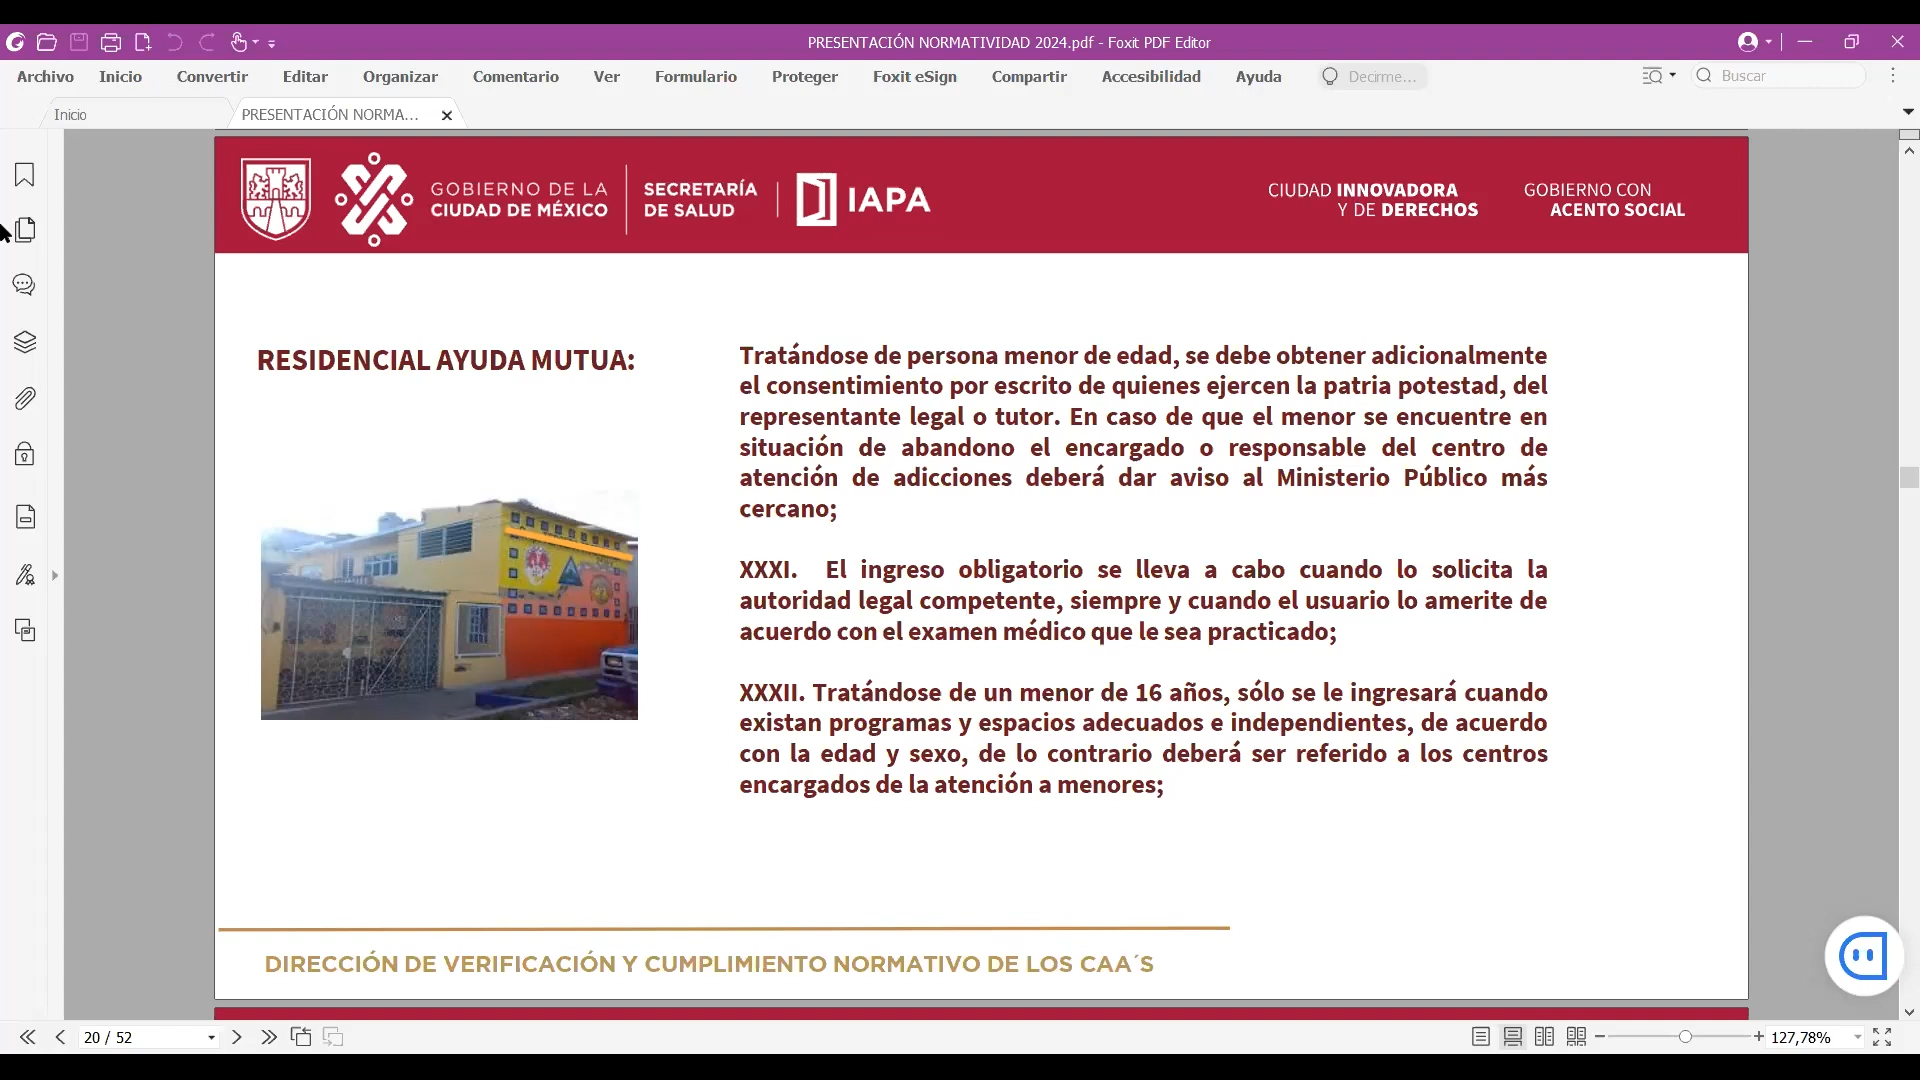 PRESENTACIÓN NORMATIVIDAD 2024.pdf - Foxit PDF Editor
Archivo Inicio Convertir Editar Organizar Comentario Ver Formulario Proteger Foxit eSign Compartir Accesibilidad Ayuda Decirme... Buscar
Inicio PRESENTACIÓN NORMA...
GOBIERNO DE LA
CIUDAD DE MÉXICO
SECRETARÍA
DE SALUD
IAPA
CIUDAD INNOVADORA
Y DE DERECHOS
GOBIERNO CON
ACENTO SOCIAL
RESIDENCIAL AYUDA MUTUA:
Tratándose de persona menor de edad, se debe obtener adicionalmente
el consentimiento por escrito de quienes ejercen la patria potestad, del
representante legal o tutor. En caso de que el menor se encuentre en
situación de abandono el encargado o responsable del centro de
atención de adicciones deberá dar aviso al Ministerio Público más
cercano;
XXXI. El ingreso obligatorio se lleva a cabo cuando lo solicita la
autoridad legal competente, siempre y cuando el usuario lo amerite de
acuerdo con el examen médico que le sea practicado;
XXXII. Tratándose de un menor de 16 años, sólo se le ingresará cuando
existan programas y espacios adecuados e independientes, de acuerdo
con la edad y sexo, de lo contrario deberá ser referido a los centros
encargados de la atención a menores;
DIRECCIÓN DE VERIFICACIÓN Y CUMPLIMIENTO NORMATIVO DE LOS CAA´S
20 / 52
127,78%